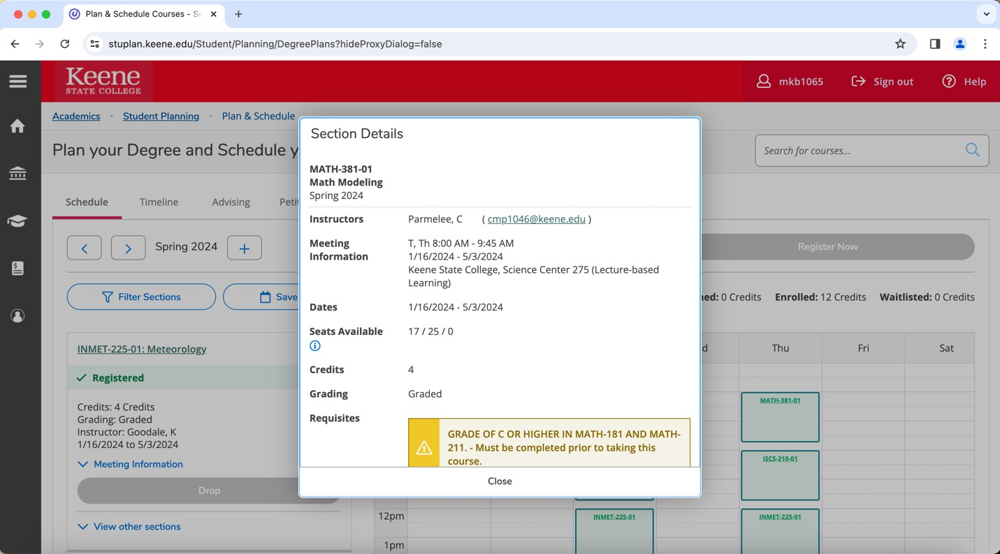 Plan & Schedule Courses - Se
stuplan.keene.edu/Student/Planning/DegreePlans?hideProxyDialog=false
Keene
STATE COLLEGE
mkb1065
Sign out
Help
Academics
Student Planning
Plan & Schedule
Plan your Degree and Schedule y
Search for courses...
Schedule
Timeline
Advising
Petit
Spring 2024
Register Now
Filter Sections
Save
ned: 0 Credits
Enrolled: 12 Credits
Waitlisted: 0 Credits
INMET-225-01: Meteorology
Registered
Credits: 4 Credits
Grading: Graded
Instructor: Goodale, K
1/16/2024 to 5/3/2024
Meeting Information
Drop
View other sections
Section Details
MATH-381-01
Math Modeling
Spring 2024
Instructors
Parmelee, C ( cmp1046@keene.edu )
Meeting
Information
T, Th 8:00 AM - 9:45 AM
1/16/2024 - 5/3/2024
Keene State College, Science Center 275 (Lecture-based
Learning)
Dates
1/16/2024 - 5/3/2024
Seats Available
17 / 25 / 0
Credits
4
Grading
Graded
Requisites
GRADE OF C OR HIGHER IN MATH-181 AND MATH-
211. - Must be completed prior to taking this
course.
Close
d
Thu
Fri
Sat
MATH-381-01
ISCS-210-01
12pm
INMET-225-01
INMET-225-01
1pm